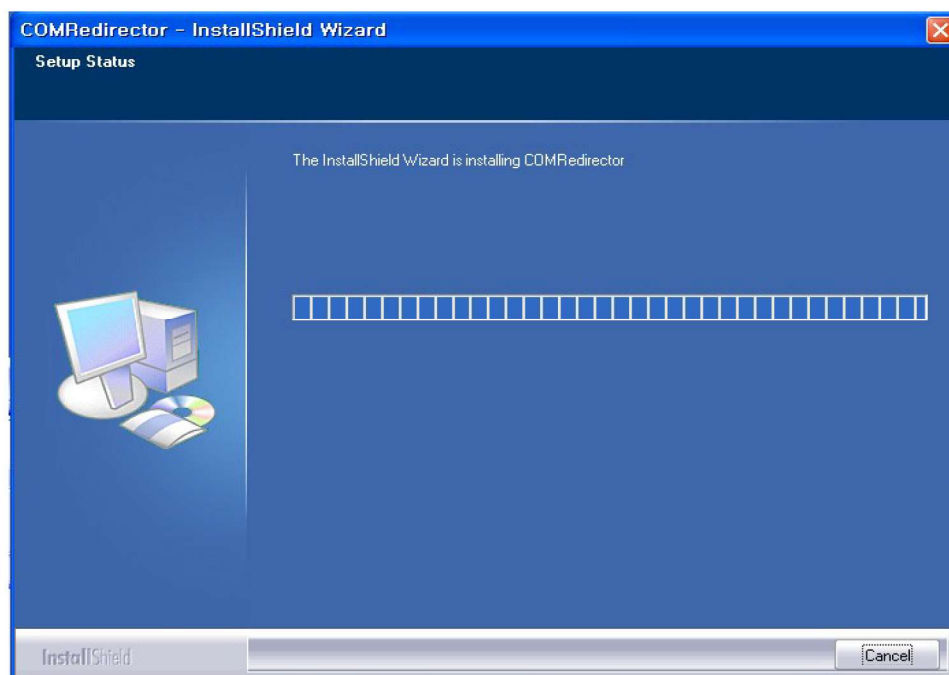 COMRedirector - InstallShield Wizard
Setup Status
The InstallShield Wizard is installing COMRedirector
InstallShield
Cancel